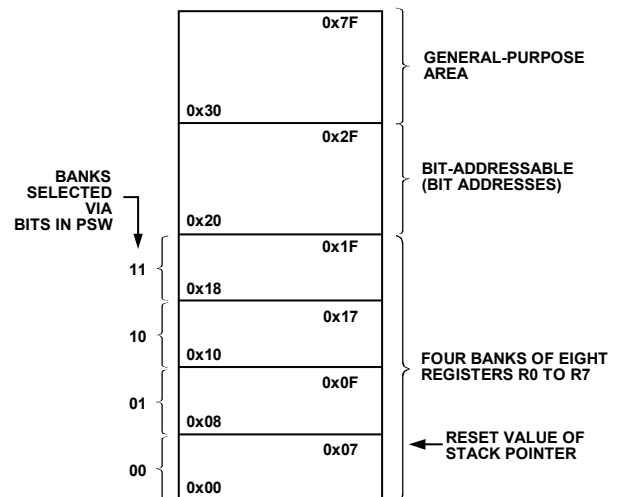 0x7F
GENERAL-PURPOSE
AREA
0x30
0x2F
BIT-ADDRESSABLE
(BIT ADDRESSES)
BANKS
SELECTED
VIA
BITS IN PSW
0x20
0x1F
11
0x18
0x17
10
0x10
FOUR BANKS OF EIGHT
REGISTERS R0 TO R7
0x0F
01
0x08
0x07
RESET VALUE OF
STACK POINTER
00
0x00